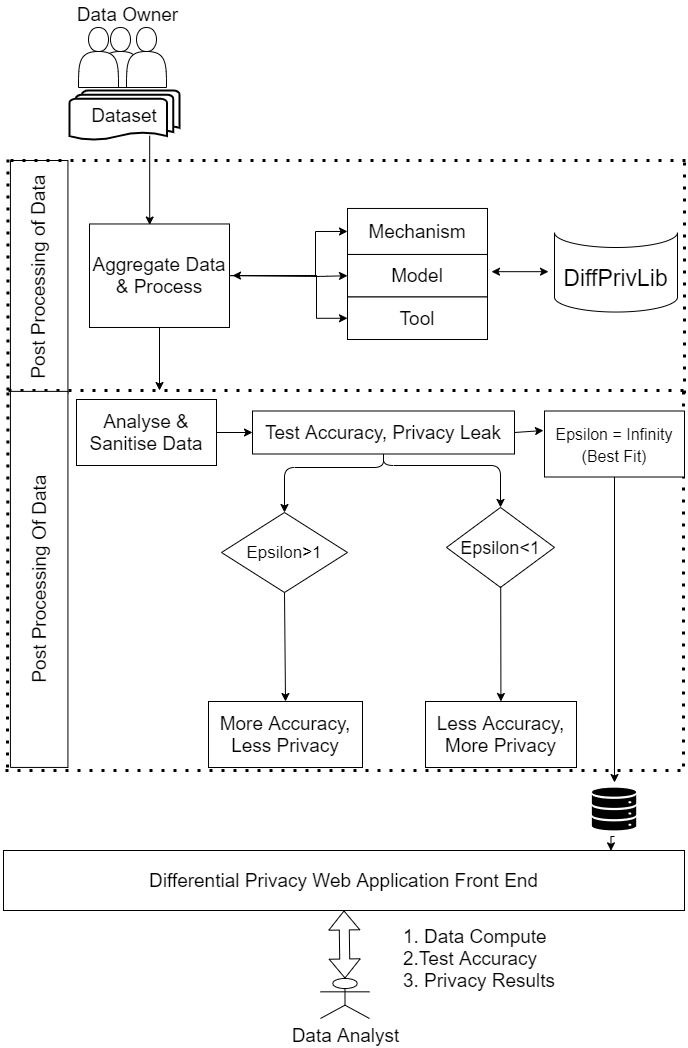 Data Owner
Dataset
Post Processing of Data
Aggregate Data
& Process
Mechanism
Model
Tool
DiffPrivLib
Post Processing Of Data
Analyse &
Sanitise Data
Test Accuracy, Privacy Leak
Epsilon = Infinity
(Best Fit)
Epsilon>1
Epsilon<1
More Accuracy,
Less Privacy
Less Accuracy,
More Privacy
Differential Privacy Web Application Front End
1. Data Compute
2.Test Accuracy
3. Privacy Results
Data Analyst